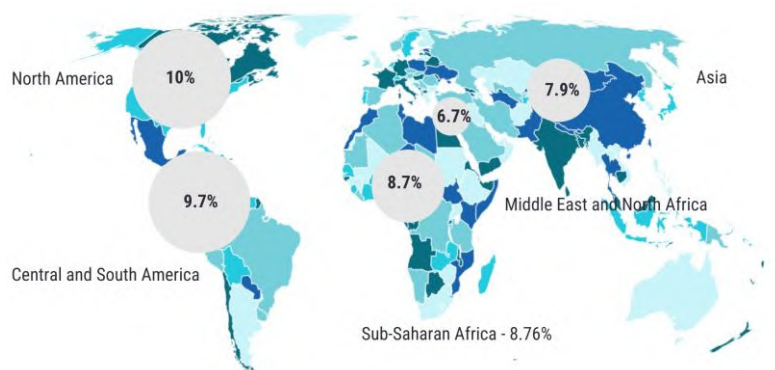 North America
10%
7.9%
Asia
6.7%
8.7%
9.7%
Middle East and North Africa
Central and South America
Sub-Saharan Africa - 8.76%